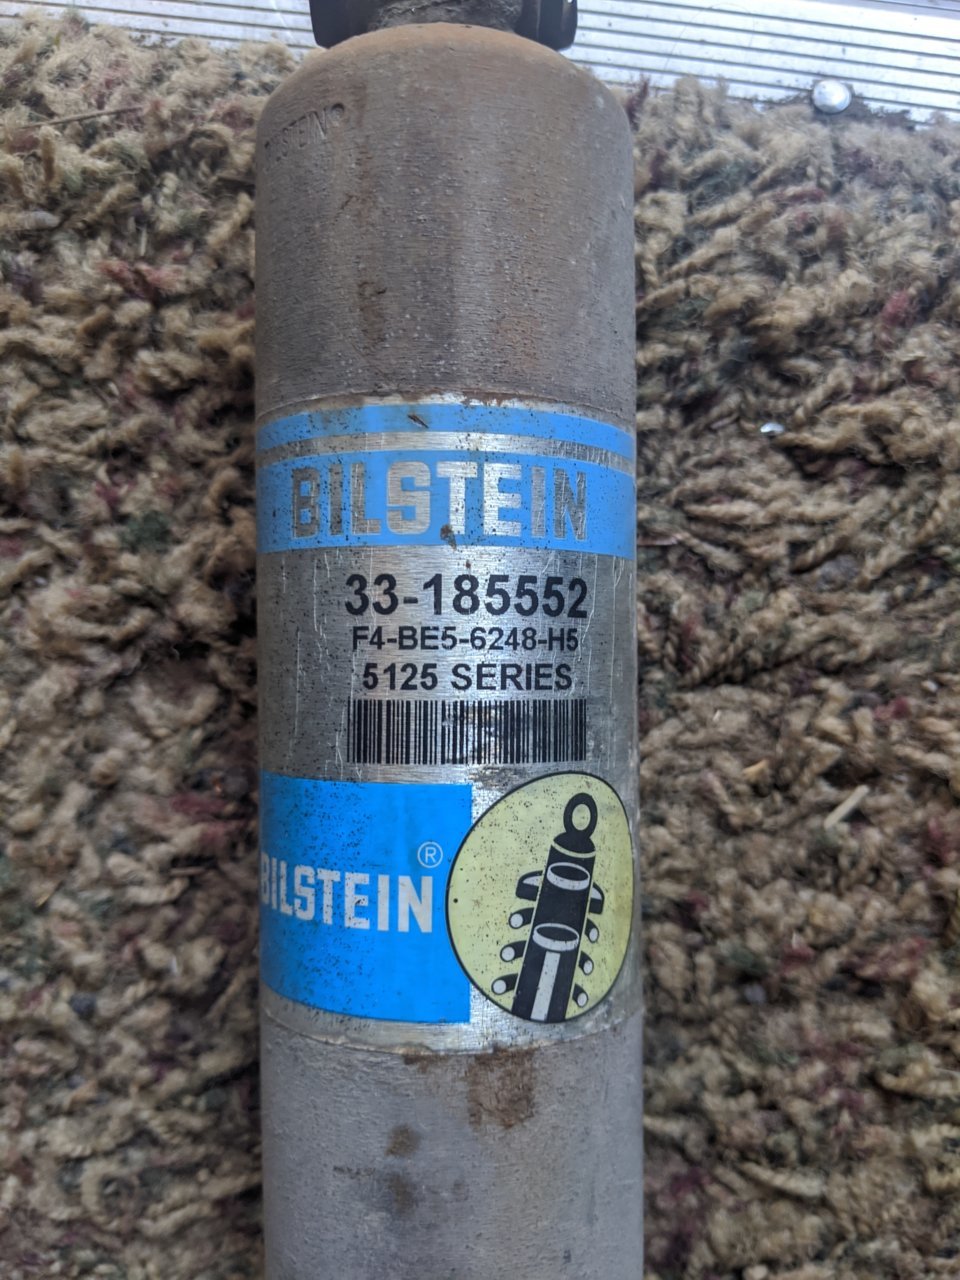 BILSTEIN
33-185552
F4-BE5-6248-H5
5125 SERIES
BILSTEIN®